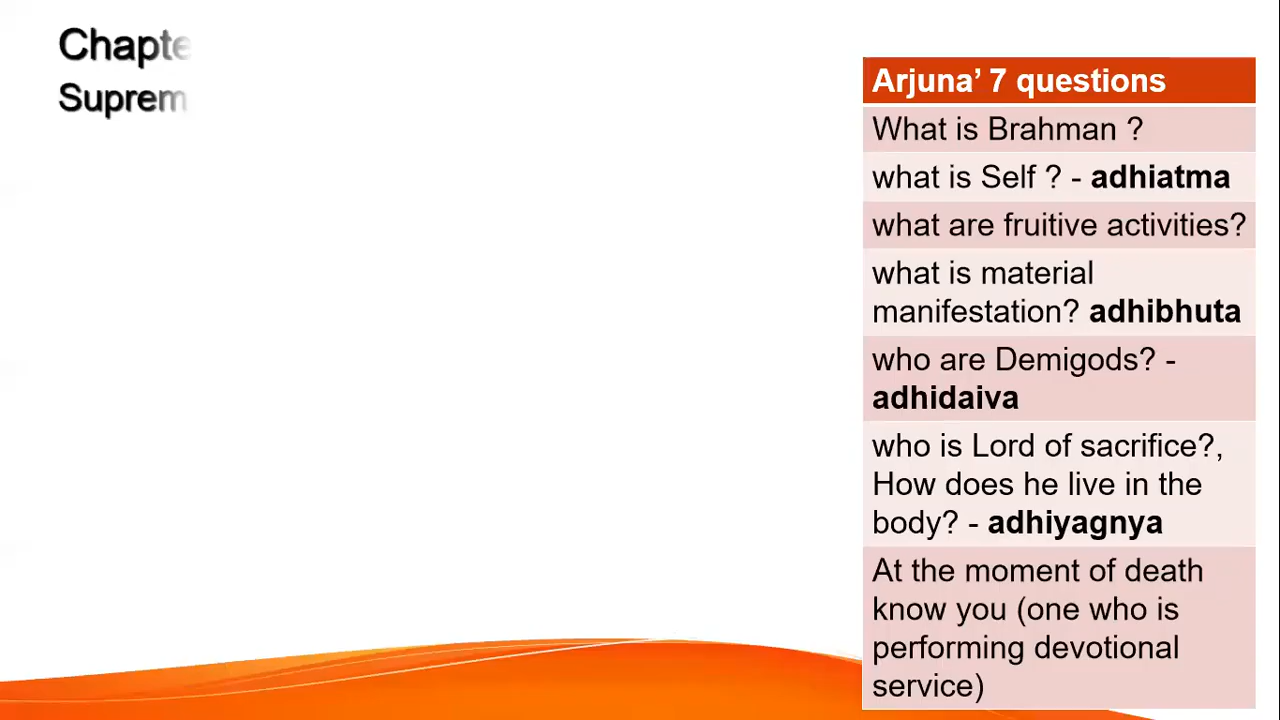 Chapte
Suprem
Arjuna’ 7 questions
What is Brahman ?
what is Self ? - adhiatma
what are fruitive activities?
what is material
manifestation? adhibhuta
who are Demigods? -
adhidaiva
who is Lord of sacrifice?,
How does he live in the
body? - adhiyagnya
At the moment of death
know you (one who is
performing devotional
service)